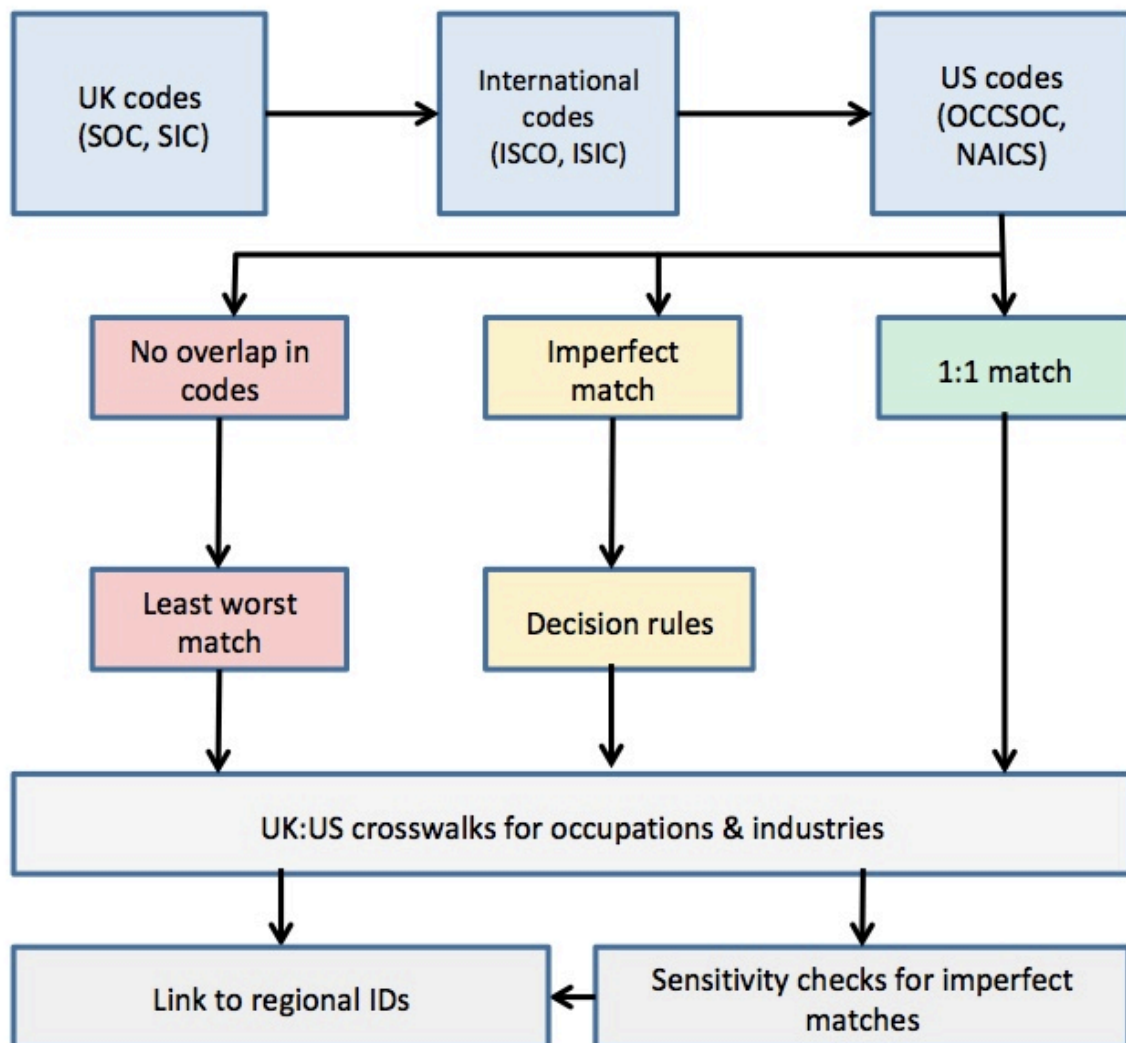 UK codes
(SOC, SIC)
International
codes
(ISCO, ISIC)
US codes
(OCCSOC,
NAICS)
No overlap in
codes
Imperfect
match
1:1 match
Least worst
match
Decision rules
UK:US crosswalks for occupations & industries
Link to regional IDs
Sensitivity checks for imperfect
matches